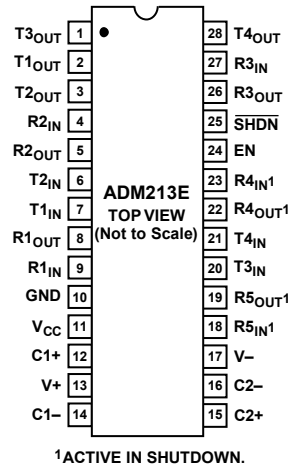 T3OUT 1
T1OUT 2
T2OUT 3
R2IN 4
R2OUT 5
T2IN 6
T1IN 7
R1OUT 8
R1IN 9
GND 10
VCC 11
C1+ 12
V+ 13
C1– 14
ADM213E
TOP VIEW
(Not to Scale)
28 T4OUT
27 R3IN
26 R3OUT
25 SHDN
24 EN
23 R4IN1
22 R4OUT1
21 T4IN
20 T3IN
19 R5OUT1
18 R5IN1
17 V–
16 C2–
15 C2+
1ACTIVE IN SHUTDOWN.